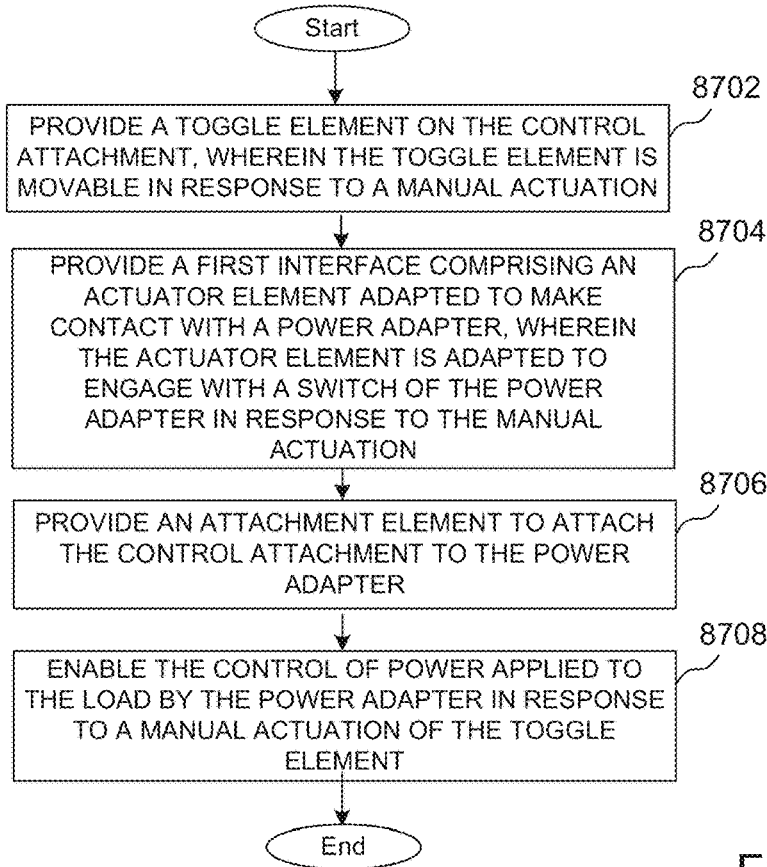 Start
8702
PROVIDE A TOGGLE ELEMENT ON THE CONTROL
ATTACHMENT, WHEREIN THE TOGGLE ELEMENT IS
MOVABLE IN RESPONSE TO A MANUAL ACTUATION
8704
PROVIDE A FIRST INTERFACE COMPRISING AN
ACTUATOR ELEMENT ADAPTED TO MAKE
CONTACT WITH A POWER ADAPTER, WHEREIN
THE ACTUATOR ELEMENT IS ADAPTED TO
ENGAGE WITH A SWITCH OF THE POWER
ADAPTER IN RESPONSE TO THE MANUAL
ACTUATION
8706
PROVIDE AN ATTACHMENT ELEMENT TO ATTACH
THE CONTROL ATTACHMENT TO THE POWER
ADAPTER
8708
ENABLE THE CONTROL OF POWER APPLIED TO
THE LOAD BY THE POWER ADAPTER IN RESPONSE
TO A MANUAL ACTUATION OF THE TOGGLE
ELEMENT
End